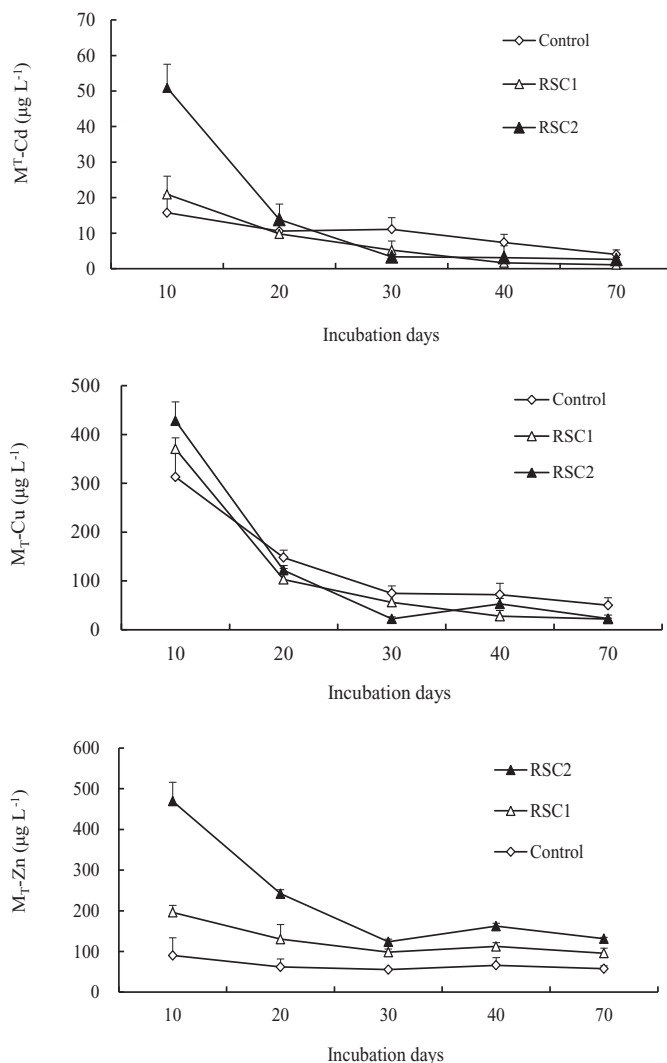 70
60
50
40
30
20
10
0
M^T-Cd (µg L⁻¹)
Control
RSC1
RSC2
10 20 30 40 70
Incubation days
500
400
300
200
100
0
M_T-Cu (µg L⁻¹)
Control
RSC1
RSC2
10 20 30 40 70
Incubation days
600
500
400
300
200
100
0
M_T-Zn (µg L⁻¹)
RSC2
RSC1
Control
10 20 30 40 70
Incubation days